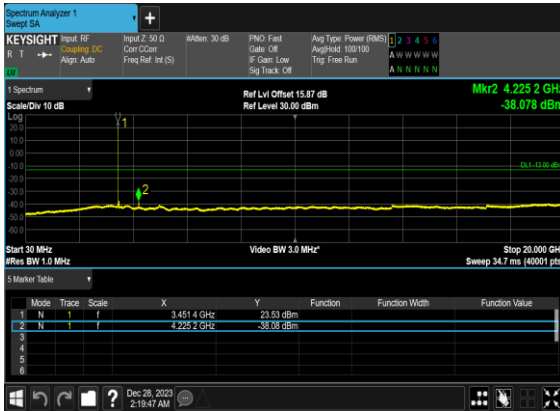 Spectrum Analyzer 1
Swept SA
+
KEYSIGHT
R T
Input: RF
Coupling: DC
Align: Auto
Input Z: 50 Ω
Corr CCorr
Freq Ref: Int (S)
#Atten: 30 dB
PNO: Fast
Gate: Off
IF Gain: Low
Sig Track: Off
Avg Type: Power (RMS)
Avg|Hold: 100/100
Trig: Free Run
1 2 3 4 5 6
A W W W W W
A N N N N N
1 Spectrum
Scale/Div 10 dB
Ref Lvl Offset 15.87 dB
Ref Level 30.00 dBm
Mkr2 4.225 2 GHz
-38.078 dBm
Log
20.0
10.0
0.00
-10.0
-20.0
-30.0
-40.0
-50.0
-60.0
1
2
DL1 -13.00 dBm
Start 30 MHz
#Res BW 1.0 MHz
Video BW 3.0 MHz*
Stop 20.000 GH
Sweep 34.7 ms (40001 pts
5 Marker Table
Mode Trace Scale X Y Function Function Width Function Value
1 N 1 f 3.451 4 GHz 23.53 dBm
2 N 1 f 4.225 2 GHz -38.08 dBm
3
4
5
6
?
Dec 28, 2023
2:19:47 AM